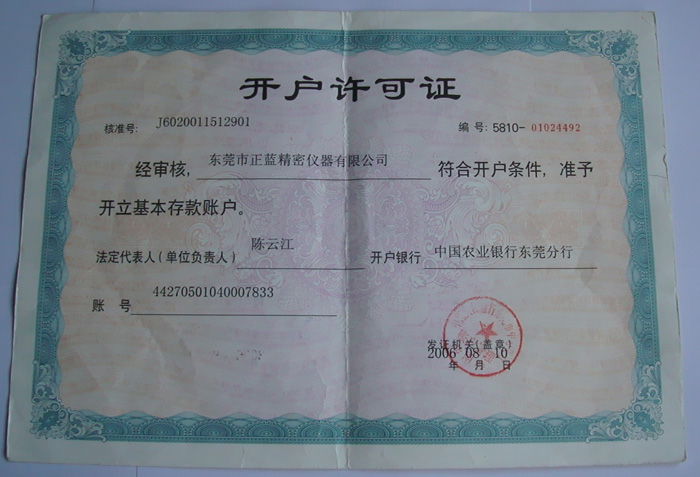 开户许可证
核准号: J6020011512901 编号: 5810-01024492
经审核, 东莞市正蓝精密仪器有限公司 符合开户条件, 准予
开立基本存款账户。
法定代表人(单位负责人) 陈云江 开户银行 中国农业银行东莞分行
账 号 44270501040007833
发证机关(盖章)
2006 08 10
年 月 日